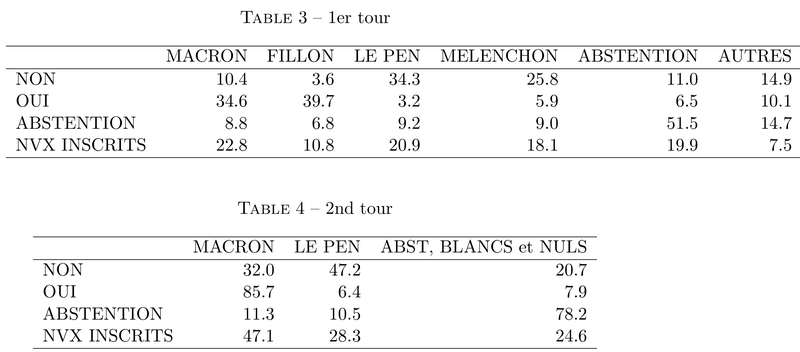 TABLE 3 – 1er tour
MACRON FILLON LE PEN MELENCHON ABSTENTION AUTRES
NON 10.4 3.6 34.3 25.8 11.0 14.9
OUI 34.6 39.7 3.2 5.9 6.5 10.1
ABSTENTION 8.8 6.8 9.2 9.0 51.5 14.7
NVX INSCRITS 22.8 10.8 20.9 18.1 19.9 7.5
TABLE 4 – 2nd tour
MACRON LE PEN ABST, BLANCS et NULS
NON 32.0 47.2 20.7
OUI 85.7 6.4 7.9
ABSTENTION 11.3 10.5 78.2
NVX INSCRITS 47.1 28.3 24.6